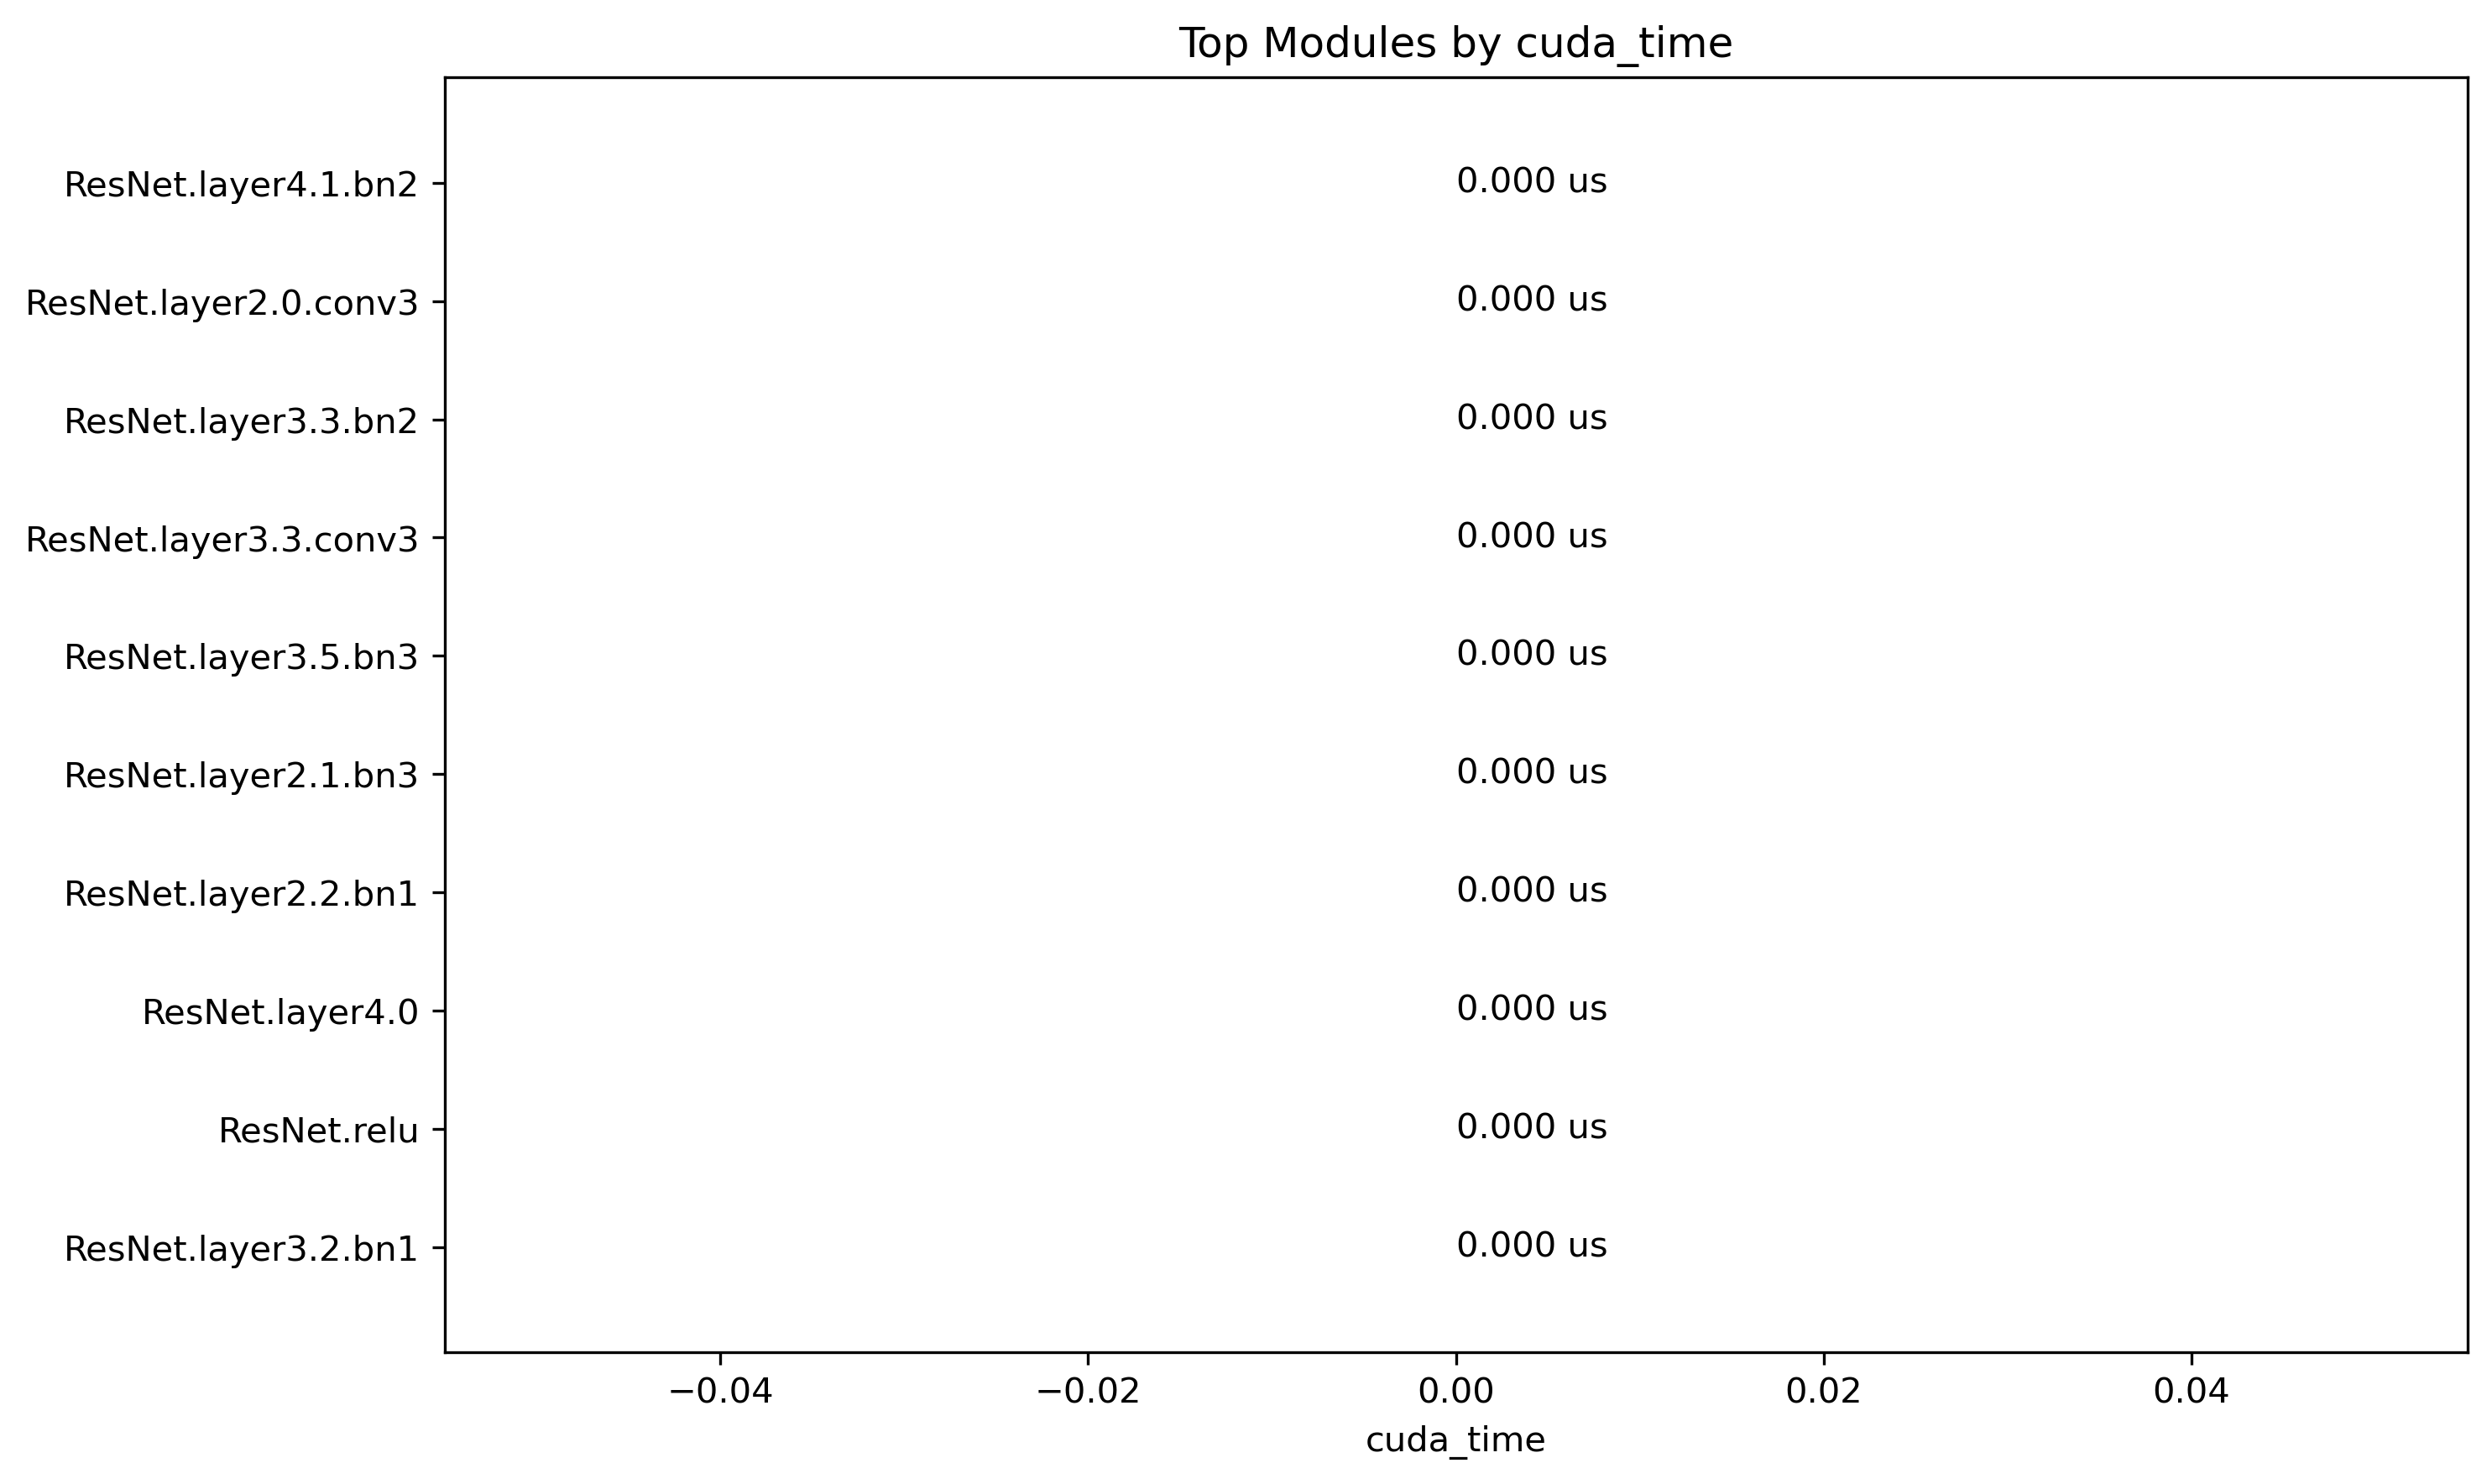 Top Modules by cuda_time
ResNet.layer4.1.bn2 0.000 us
ResNet.layer2.0.conv3 0.000 us
ResNet.layer3.3.bn2 0.000 us
ResNet.layer3.3.conv3 0.000 us
ResNet.layer3.5.bn3 0.000 us
ResNet.layer2.1.bn3 0.000 us
ResNet.layer2.2.bn1 0.000 us
ResNet.layer4.0 0.000 us
ResNet.relu 0.000 us
ResNet.layer3.2.bn1 0.000 us
−0.04 −0.02 0.00 0.02 0.04
cuda_time